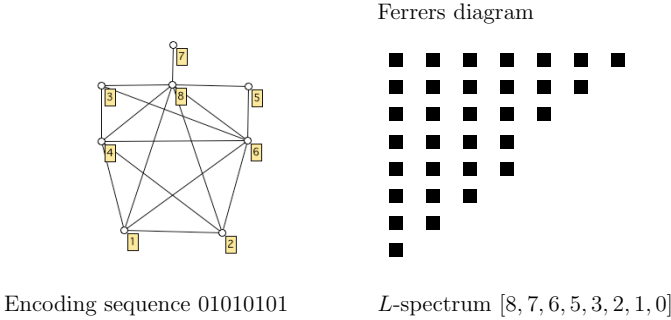 Ferrers diagram
7
3
8
5
4
6
1
2
Encoding sequence 01010101
L-spectrum [8, 7, 6, 5, 3, 2, 1, 0]